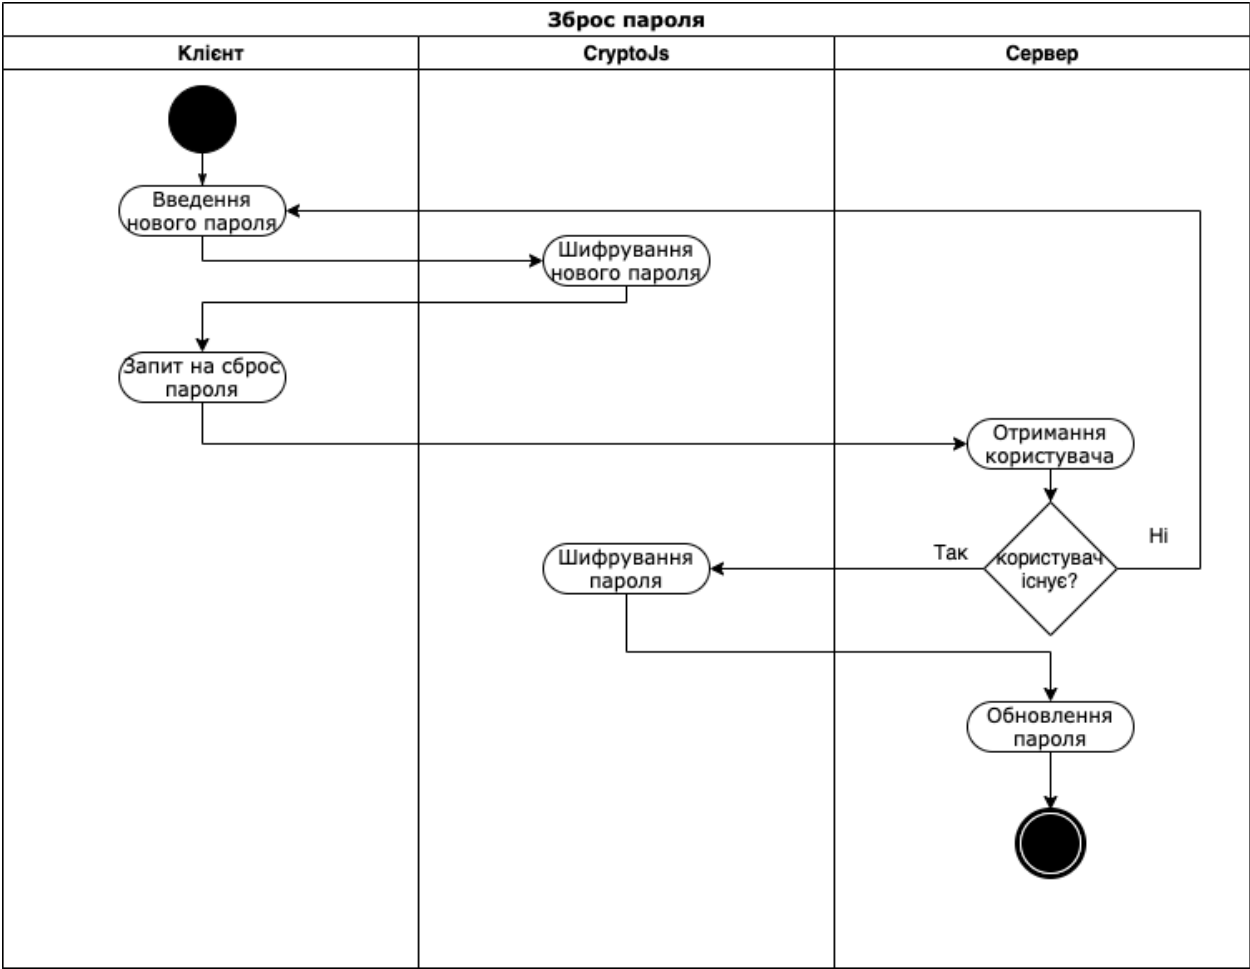 Зброс пароля
Клієнт
CryptoJs
Сервер
Введення
нового пароля
Шифрування
нового пароля
Запит на сброс
пароля
Отримання
користувача
користувач
існує?
Так
Ні
Шифрування
пароля
Обновлення
пароля